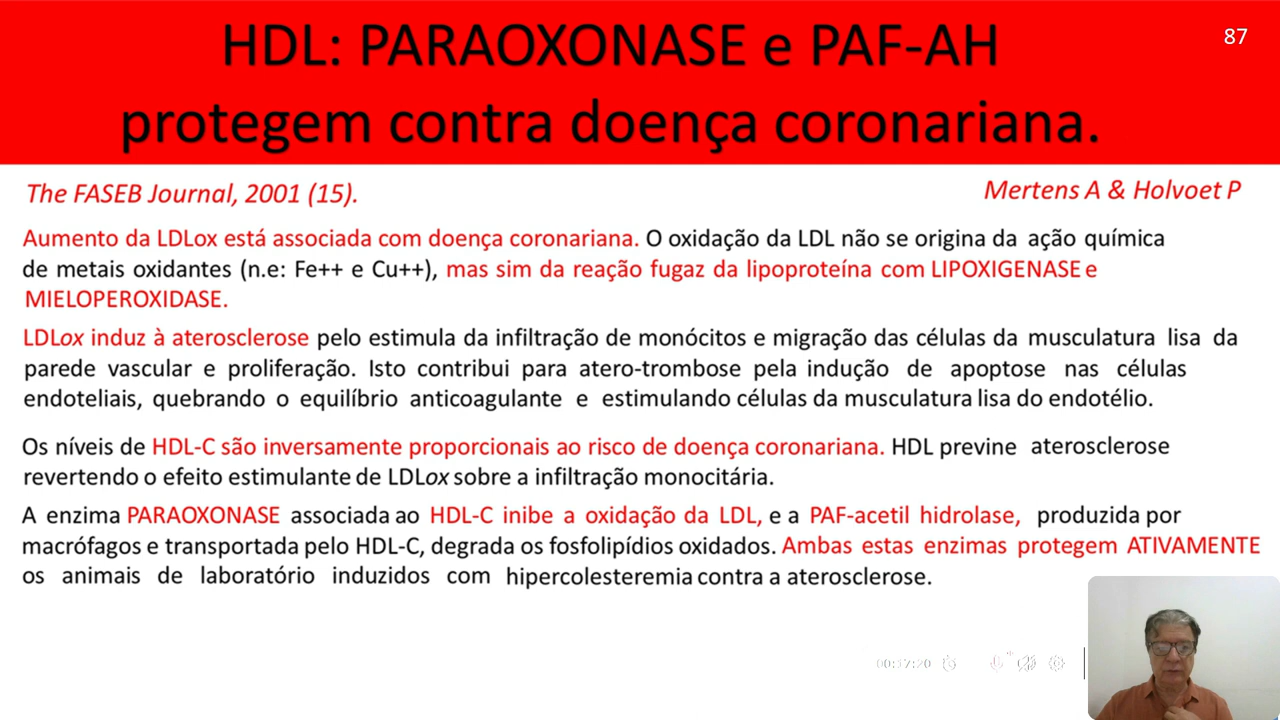 HDL: PARAOXONASE e PAF-AH
87
protegem contra doença coronariana.
The FASEB Journal, 2001 (15).
Mertens A & Holvoet P
Aumento da LDLox está associada com doença coronariana. O oxidação da LDL não se origina da ação química
de metais oxidantes (n.e: Fe++ e Cu++), mas sim da reação fugaz da lipoproteína com LIPOXIGENASE e
MIELOPEROXIDASE.
LDLox induz à aterosclerose pelo estimula da infiltração de monócitos e migração das células da musculatura lisa da
parede vascular e proliferação. Isto contribui para atero-trombose pela indução de apoptose nas células
endoteliais, quebrando o equilíbrio anticoagulante e estimulando células da musculatura lisa do endotélio.
Os níveis de HDL-C são inversamente proporcionais ao risco de doença coronariana. HDL previne aterosclerose
revertendo o efeito estimulante de LDLox sobre a infiltração monocitária.
A enzima PARAOXONASE associada ao HDL-C inibe a oxidação da LDL, e a PAF-acetil hidrolase, produzida por
macrófagos e transportada pelo HDL-C, degrada os fosfolipídios oxidados. Ambas estas enzimas protegem ATIVAMENTE
os animais de laboratório induzidos com hipercolesteremia contra a aterosclerose.
00:17:20